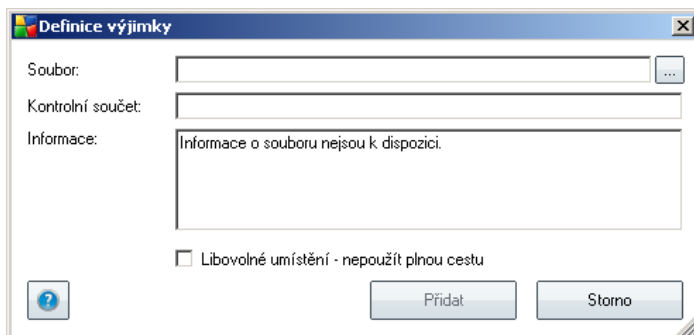 Definice výjimky
Soubor:
...
Kontrolní součet:
Informace:
Informace o souboru nejsou k dispozici.
Libovolné umístění - nepoužít plnou cestu
?
Přidat
Storno